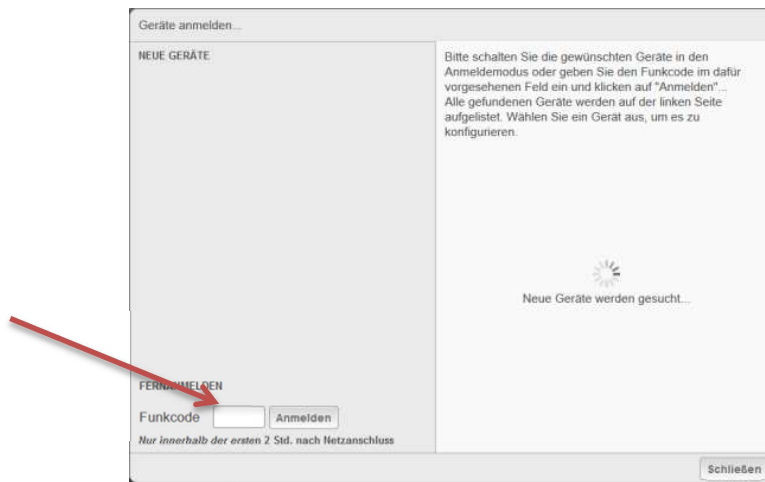 Geräte anmelden...
NEUE GERÄTE
Bitte schalten Sie die gewünschten Geräte in den
Anmeldemodus oder geben Sie den Funkcode im dafür
vorgesehenen Feld ein und klicken auf "Anmelden"...
Alle gefundenen Geräte werden auf der linken Seite
aufgelistet. Wählen Sie ein Gerät aus, um es zu
konfigurieren.
Neue Geräte werden gesucht...
FERNANMELDEN
Funkcode Anmelden
Nur innerhalb der ersten 2 Std. nach Netzanschluss
Schließen